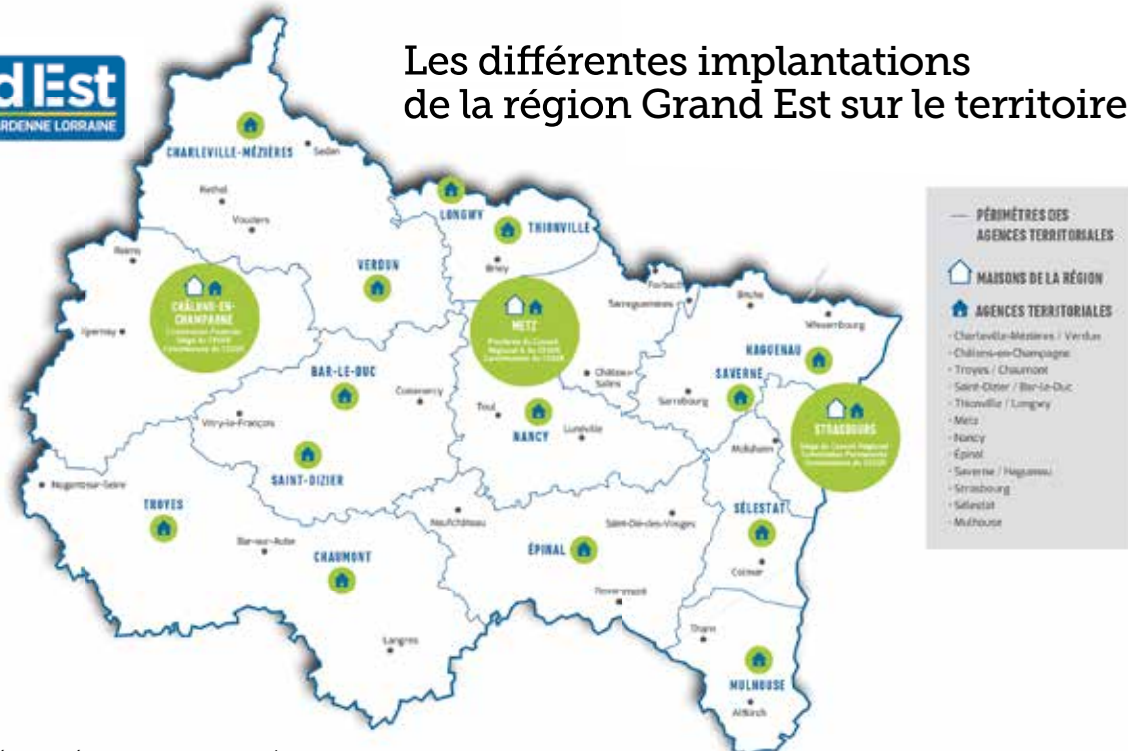 d Est
ARDENNE LORRAINE
Les différentes implantations
de la région Grand Est sur le territoire
CHARLEVILLE-MÉZIÈRES
Sedan
Rethel
Vouziers
LONGWY
THIONVILLE
Briey
VERDUN
Reims
Epernay
CHÂLONS-EN-
CHAMPAGNE
METZ
Forbach
Sarreguemines
Bitche
Wissembourg
HAGUENAU
SAVERNE
Château-
Salins
Sarrebourg
BAR-LE-DUC
Commercy
Toul
NANCY
Lunéville
STRASBOURG
Molsheim
Vitry-le-François
SAINT-DIZIER
Nogent-sur-Seine
TROYES
Bar-sur-Aube
CHAUMONT
Neufchâteau
Saint-Dié-des-Vosges
ÉPINAL
SÉLESTAT
Colmar
Remiremont
Langres
Thann
MULHOUSE
Altkirch
PÉRIMÈTRES DES
AGENCES TERRITORIALES
MAISONS DE LA RÉGION
AGENCES TERRITORIALES
- Charleville-Mézières / Verdun
- Châlons-en-Champagne
- Troyes / Chaumont
- Saint-Dizier / Bar-le-Duc
- Thionville / Longwy
- Metz
- Nancy
- Épinal
- Saverne / Haguenau
- Strasbourg
- Sélestat
- Mulhouse